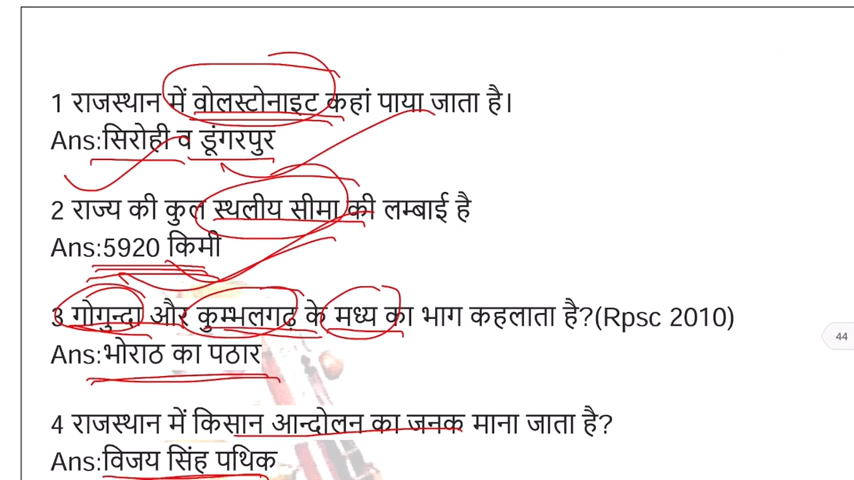 1 राजस्थान में वोलस्टोनाइट कहां पाया जाता है।
Ans:सिरोही व डूंगरपुर
2 राज्य की कुल स्थलीय सीमा की लम्बाई है
Ans:5920 किमी
3 गोगुन्दा और कुम्भलगढ़ के मध्य का भाग कहलाता है?(Rpsc 2010)
Ans:भोराठ का पठार
44
4 राजस्थान में किसान आन्दोलन का जनक माना जाता है?
Ans:विजय सिंह पथिक